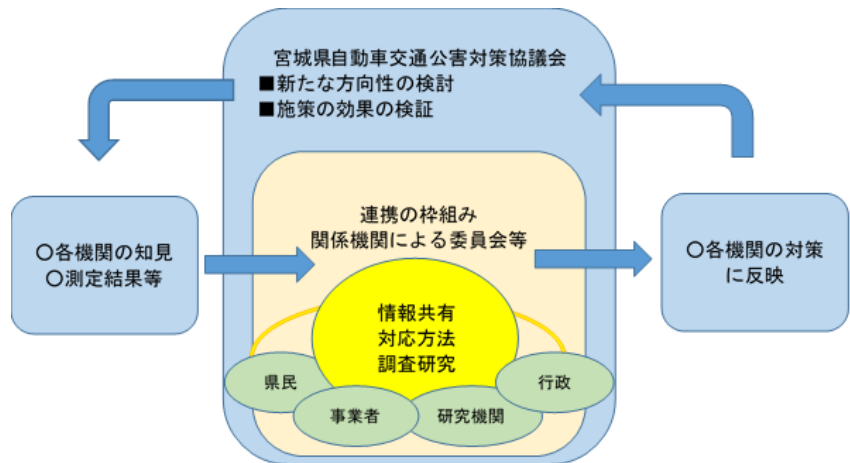 宮城県自動車交通公害対策協議会
■新たな方向性の検討
■施策の効果の検証
〇各機関の知見
〇測定結果等
連携の枠組み
関係機関による委員会等
〇各機関の対策
に反映
情報共有
対応方法
調査研究
県民
事業者
研究機関
行政